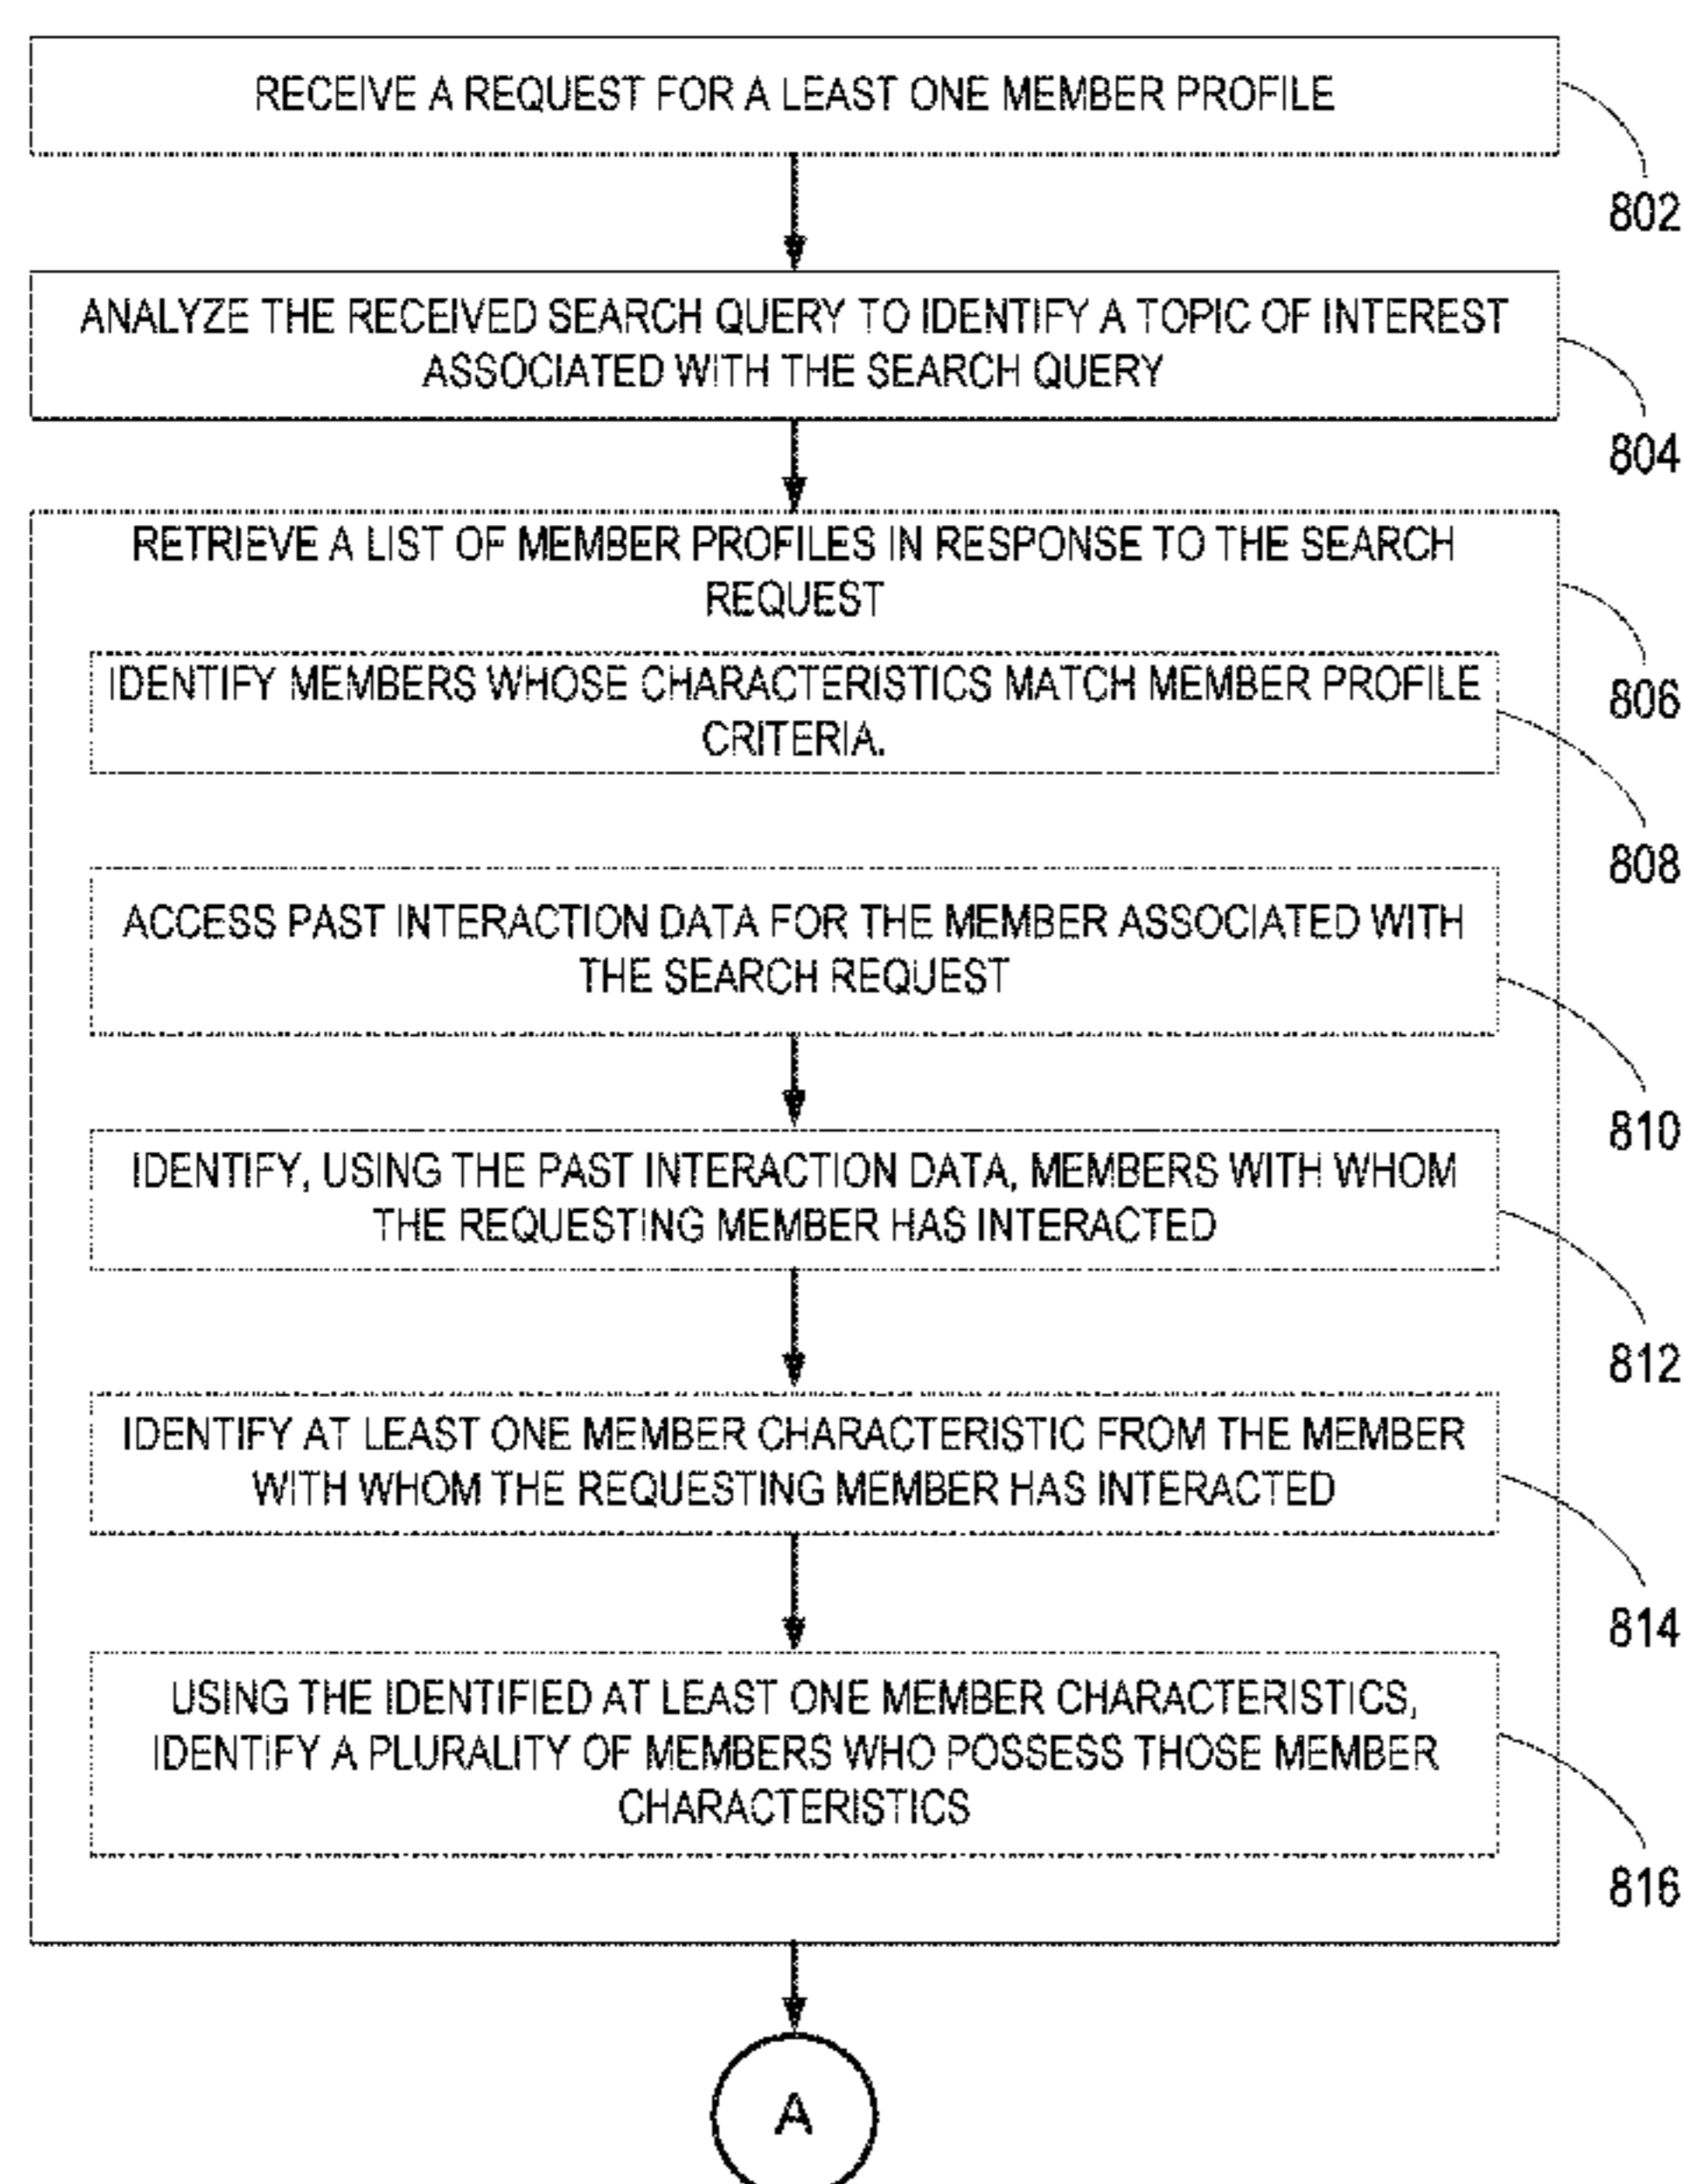 RECEIVE A REQUEST FOR A LEAST ONE MEMBER PROFILE
802
ANALYZE THE RECEIVED SEARCH QUERY TO IDENTIFY A TOPIC OF INTEREST
ASSOCIATED WITH THE SEARCH QUERY
804
RETRIEVE A LIST OF MEMBER PROFILES IN RESPONSE TO THE SEARCH
REQUEST
806
IDENTIFY MEMBERS WHOSE CHARACTERISTICS MATCH MEMBER PROFILE
CRITERIA.
808
ACCESS PAST INTERACTION DATA FOR THE MEMBER ASSOCIATED WITH
THE SEARCH REQUEST
810
IDENTIFY, USING THE PAST INTERACTION DATA, MEMBERS WITH WHOM
THE REQUESTING MEMBER HAS INTERACTED
812
IDENTIFY AT LEAST ONE MEMBER CHARACTERISTIC FROM THE MEMBER
WITH WHOM THE REQUESTING MEMBER HAS INTERACTED
814
USING THE IDENTIFIED AT LEAST ONE MEMBER CHARACTERISTICS,
IDENTIFY A PLURALITY OF MEMBERS WHO POSSESS THOSE MEMBER
CHARACTERISTICS
816
A